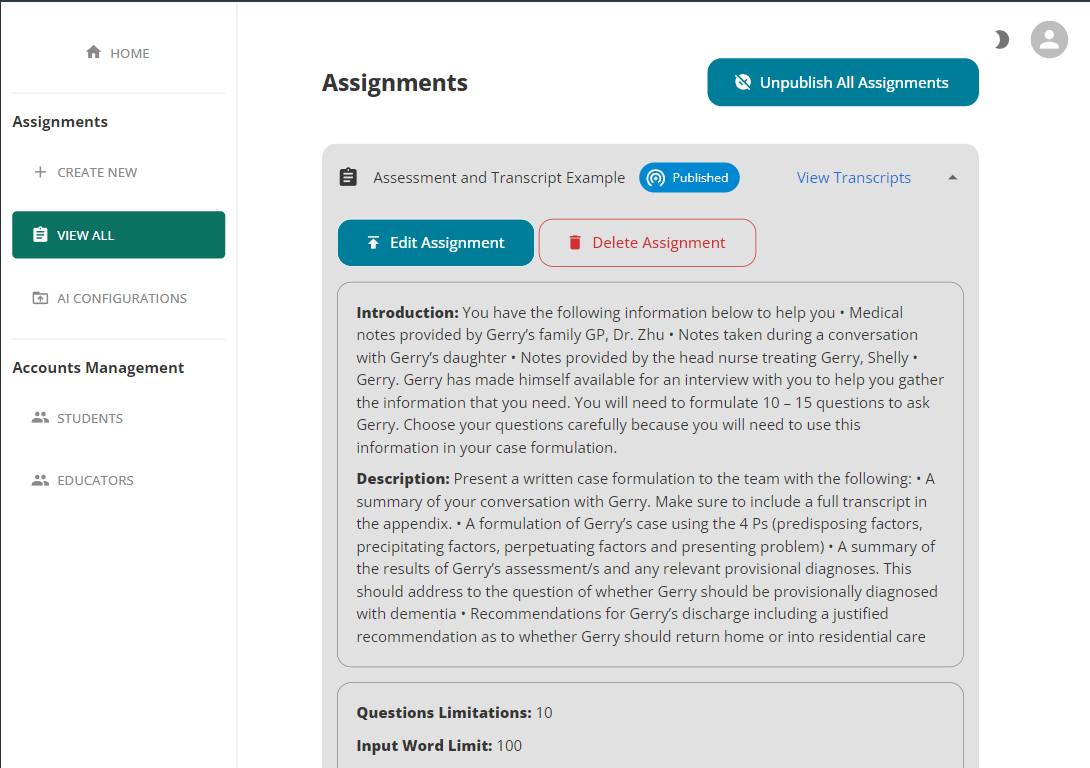 HOME
Assignments
CREATE NEW
VIEW ALL
AI CONFIGURATIONS
Accounts Management
STUDENTS
EDUCATORS
Assignments
Unpublish All Assignments
Assessment and Transcript Example
Published
View Transcripts
Edit Assignment
Delete Assignment
Introduction: You have the following information below to help you • Medical
notes provided by Gerry’s family GP, Dr. Zhu • Notes taken during a conversation
with Gerry’s daughter • Notes provided by the head nurse treating Gerry, Shelly •
Gerry. Gerry has made himself available for an interview with you to help you gather
the information that you need. You will need to formulate 10 – 15 questions to ask
Gerry. Choose your questions carefully because you will need to use this
information in your case formulation.
Description: Present a written case formulation to the team with the following: • A
summary of your conversation with Gerry. Make sure to include a full transcript in
the appendix. • A formulation of Gerry’s case using the 4 Ps (predisposing factors,
precipitating factors, perpetuating factors and presenting problem) • A summary of
the results of Gerry’s assessment/s and any relevant provisional diagnoses. This
should address to the question of whether Gerry should be provisionally diagnosed
with dementia • Recommendations for Gerry’s discharge including a justified
recommendation as to whether Gerry should return home or into residential care
Questions Limitations: 10
Input Word Limit: 100